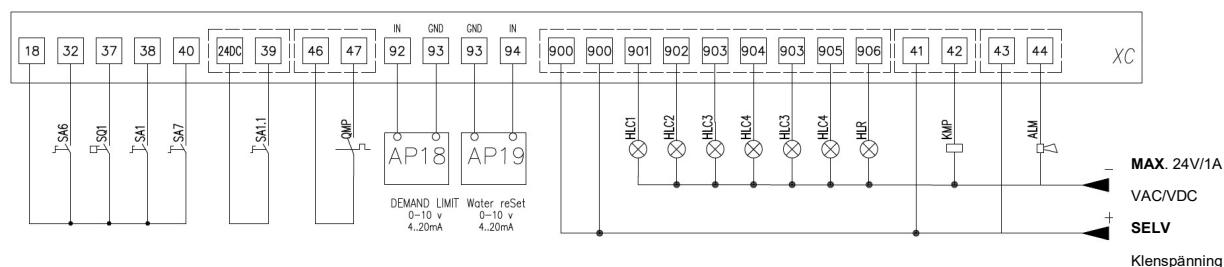 IN GND GND IN
18 32 37 38 40 24DC 39 46 47 92 93 93 94 900 900 901 902 903 904 903 905 906 41 42 43 44
XC
SA6 SQ1 SA1 SA7 SA1.1 QMP HLC1 HLC2 HLC3 HLC4 HLC3 HLC4 HLR KMP ALM
AP18 AP19
DEMAND LIMIT Water reSet
0-10 v 0-10 v
4..20mA 4..20mA
– MAX. 24V/1A
VAC/VDC
+ SELV
Klenspänning